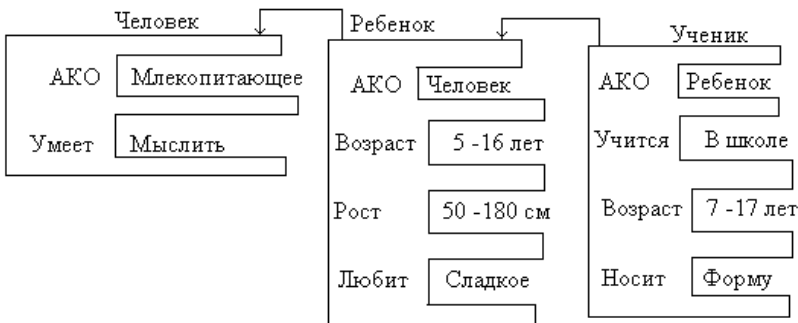 Человек
АКО Млекопитающее
Умеет Мыслить
Ребенок
АКО Человек
Возраст 5 -16 лет
Рост 50 -180 см
Любит Сладкое
Ученик
АКО Ребенок
Учится В школе
Возраст 7 -17 лет
Носит Форму